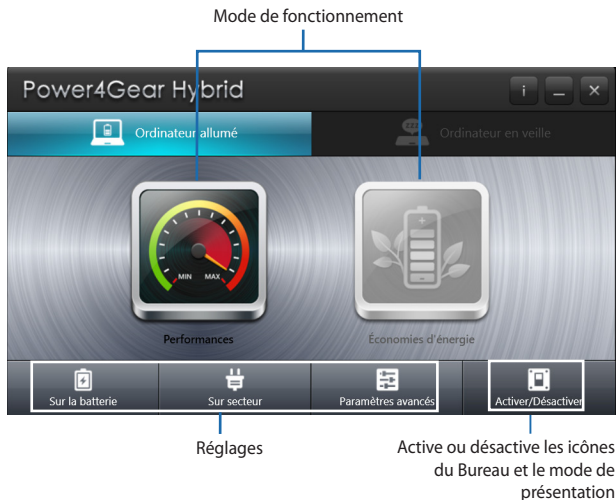 Mode de fonctionnement
Power4Gear Hybrid
i
Ordinateur allumé
zzz
Ordinateur en veille
MIN MAX
Performances
Économies d'énergie
Sur la batterie
Sur secteur
Paramètres avancés
Activer/Désactiver
Réglages
Active ou désactive les icônes
du Bureau et le mode de
présentation